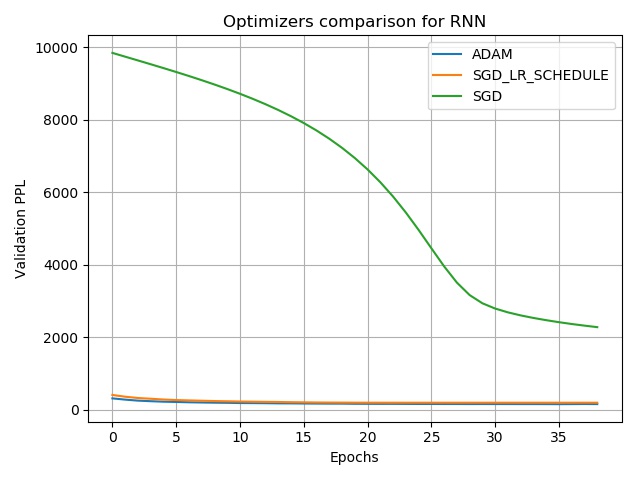 Optimizers comparison for RNN
ADAM
SGD_LR_SCHEDULE
SGD
Validation PPL
10000
8000
6000
4000
2000
0
0 5 10 15 20 25 30 35
Epochs